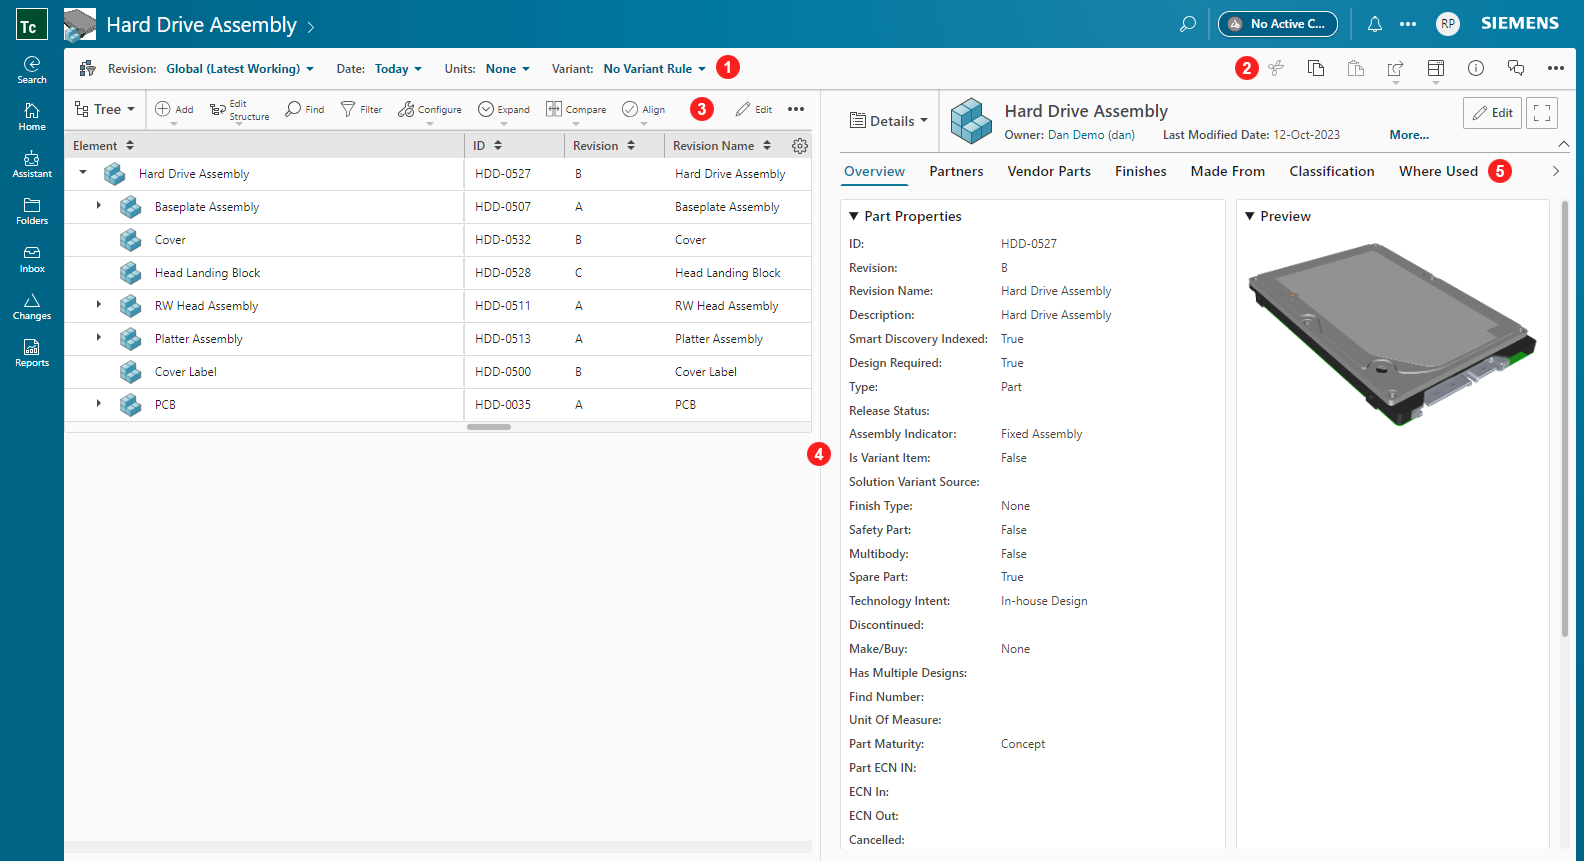 Tc
Hard Drive Assembly
No Active C...
RP
SIEMENS
Search
Home
Assistant
Folders
Inbox
Changes
Reports
Revision: Global (Latest Working)
Date: Today
Units: None
Variant: No Variant Rule
1
2
Tree
Add
Edit Structure
Find
Filter
Configure
Expand
Compare
Align
3
Edit
Element ID Revision Revision Name
Hard Drive Assembly HDD-0527 B Hard Drive Assembly
Baseplate Assembly HDD-0507 A Baseplate Assembly
Cover HDD-0532 B Cover
Head Landing Block HDD-0528 C Head Landing Block
RW Head Assembly HDD-0511 A RW Head Assembly
Platter Assembly HDD-0513 A Platter Assembly
Cover Label HDD-0500 B Cover Label
PCB HDD-0035 A PCB
4
Details
Hard Drive Assembly
Owner: Dan Demo (dan) Last Modified Date: 12-Oct-2023 More...
Edit
Overview Partners Vendor Parts Finishes Made From Classification Where Used 5
Part Properties
ID: HDD-0527
Revision: B
Revision Name: Hard Drive Assembly
Description: Hard Drive Assembly
Smart Discovery Indexed: True
Design Required: True
Type: Part
Release Status:
Assembly Indicator: Fixed Assembly
Is Variant Item: False
Solution Variant Source:
Finish Type: None
Safety Part: False
Multibody: False
Spare Part: True
Technology Intent: In-house Design
Discontinued:
Make/Buy: None
Has Multiple Designs:
Find Number:
Unit Of Measure:
Part Maturity: Concept
Part ECN IN:
ECN In:
ECN Out:
Cancelled:
Preview